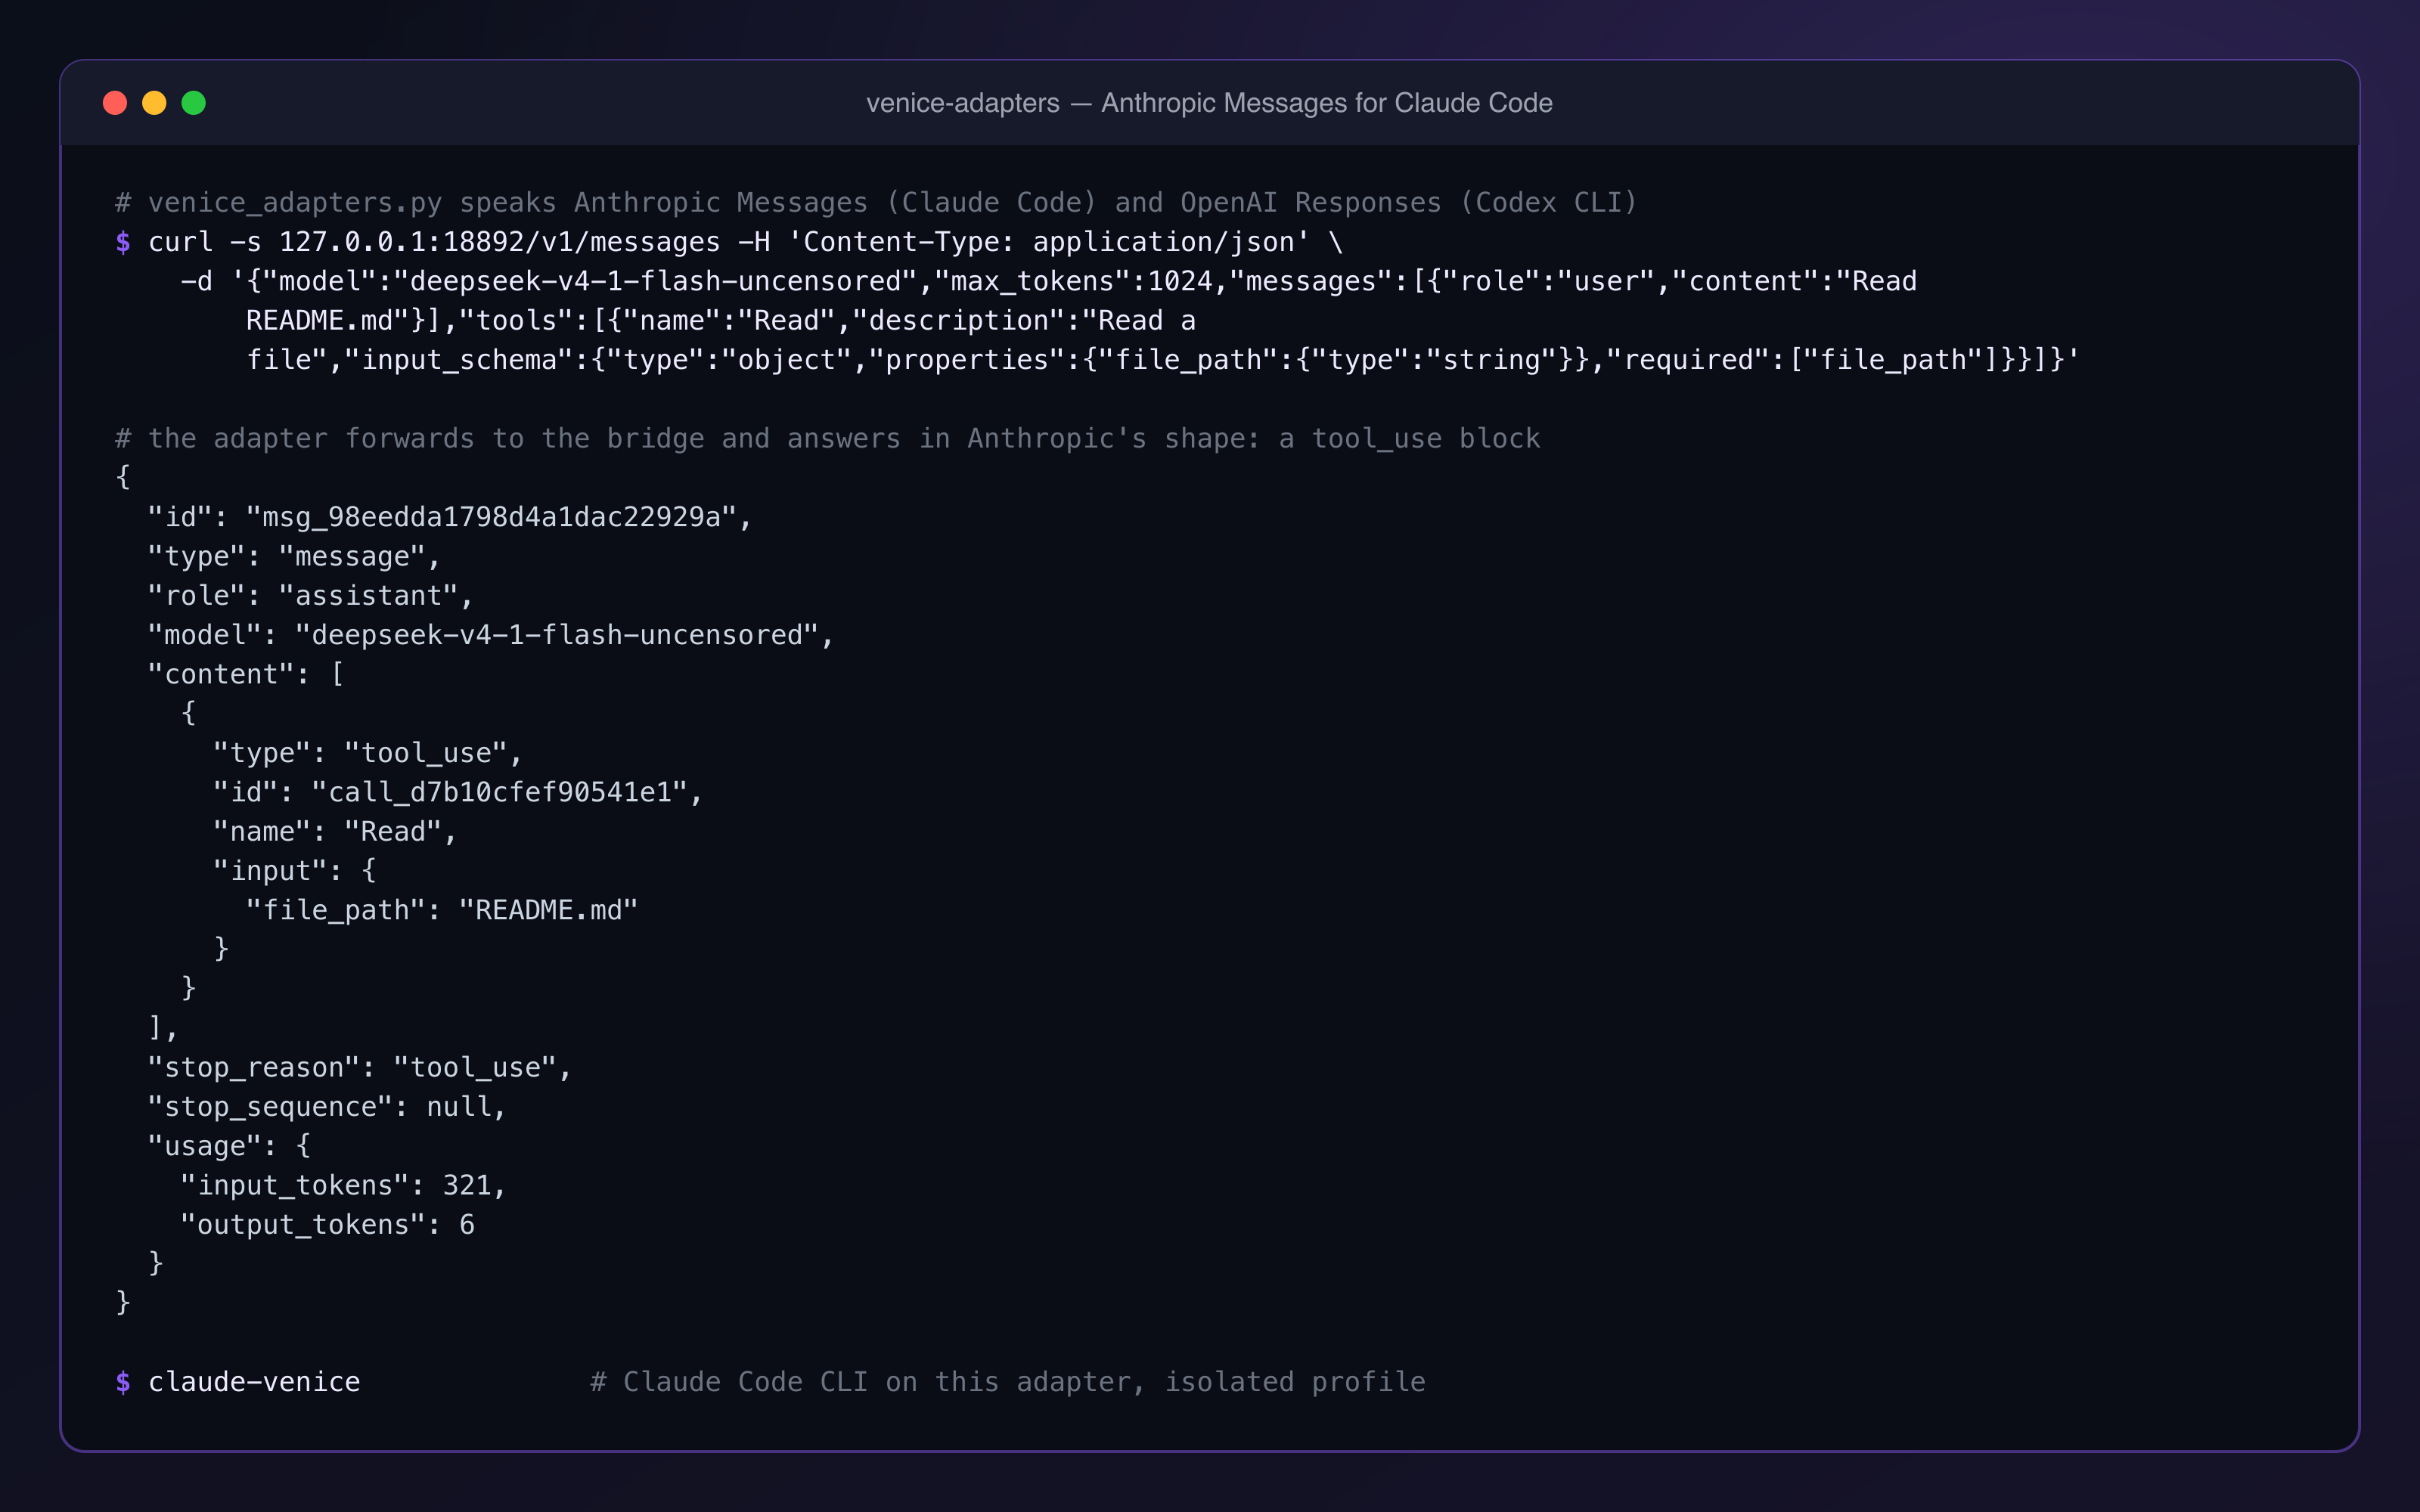 venice-adapters — Anthropic Messages for Claude Code
# venice_adapters.py speaks Anthropic Messages (Claude Code) and OpenAI Responses (Codex CLI)
$ curl -s 127.0.0.1:18892/v1/messages -H 'Content-Type: application/json' \
-d '{"model":"deepseek-v4-1-flash-uncensored","max_tokens":1024,"messages":[{"role":"user","content":"Read
README.md"}],"tools":[{"name":"Read","description":"Read a
file","input_schema":{"type":"object","properties":{"file_path":{"type":"string"}},"required":["file_path"]}}]}'
# the adapter forwards to the bridge and answers in Anthropic's shape: a tool_use block
{
"id": "msg_98eedda1798d4a1dac22929a",
"type": "message",
"role": "assistant",
"model": "deepseek-v4-1-flash-uncensored",
"content": [
{
"type": "tool_use",
"id": "call_d7b10cfef90541e1",
"name": "Read",
"input": {
"file_path": "README.md"
}
}
],
"stop_reason": "tool_use",
"stop_sequence": null,
"usage": {
"input_tokens": 321,
"output_tokens": 6
}
}
$ claude-venice # Claude Code CLI on this adapter, isolated profile